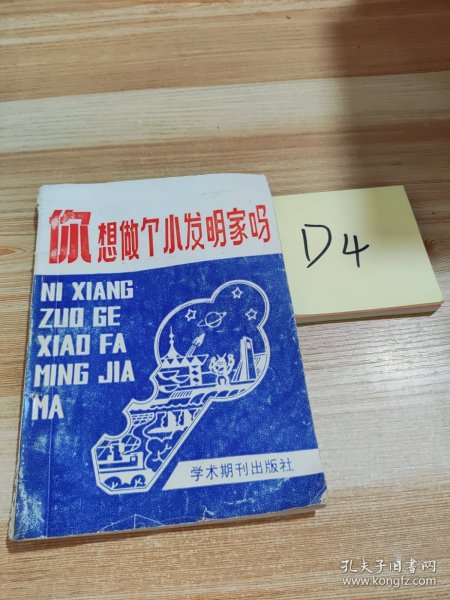 你想做个小发明家吗
NI XIANG
ZUO GE
XIAO FA
MING JIA
MA
学术期刊出版社
D4
孔夫子旧书网
www.kongfz.com